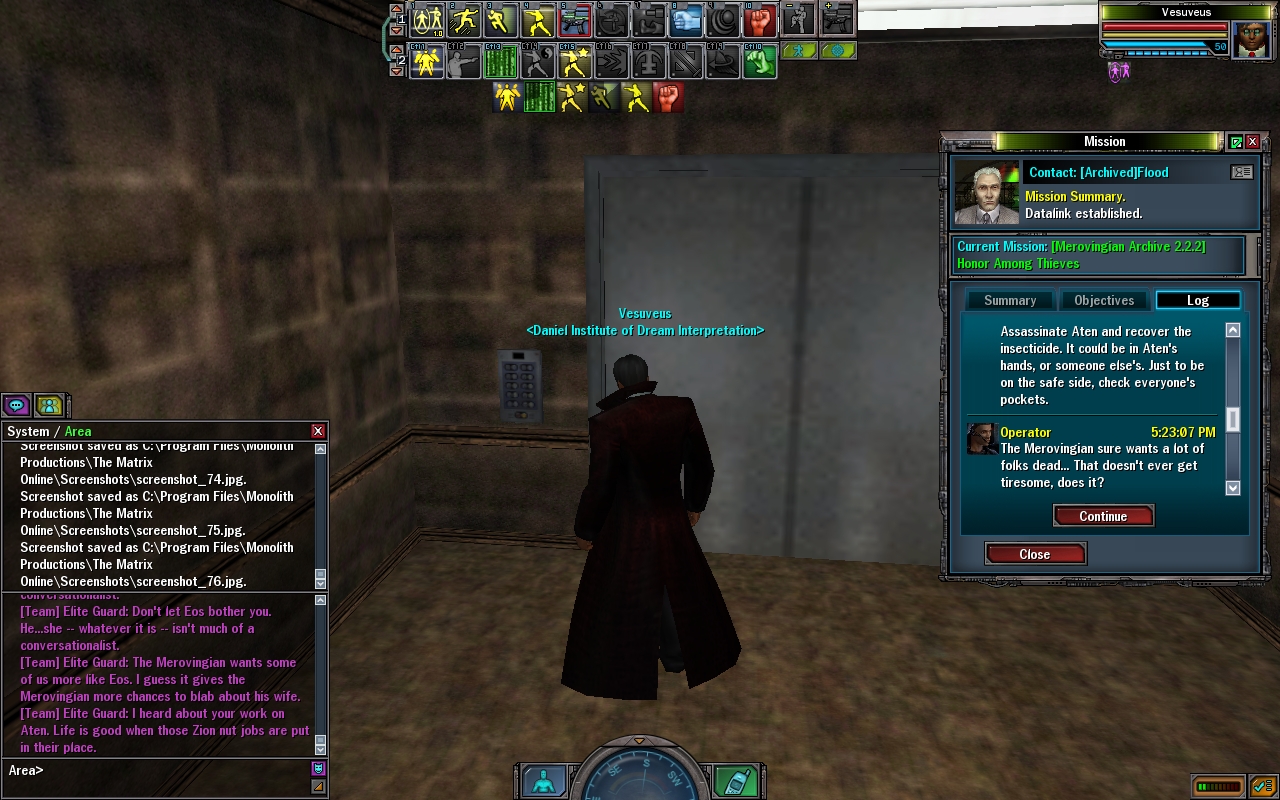 Vesuveus
50
Mission
Contact: [Archived]Flood
Mission Summary.
Datalink established.
Current Mission: [Merovingian Archive 2.2.2]
Honor Among Thieves
Summary
Objectives
Log
Assassinate Aten and recover the
insecticide. It could be in Aten's
hands, or someone else's. Just to be
on the safe side, check everyone's
pockets.
Operator 5:23:07 PM
The Merovingian sure wants a lot of
folks dead... That doesn't ever get
tiresome, does it?
Continue
Close
Vesuveus
<Daniel Institute of Dream Interpretation>
System / Area
Screenshot saved as C:\Program Files\Monolith
Productions\The Matrix
Online\Screenshots\screenshot_74.jpg.
Screenshot saved as C:\Program Files\Monolith
Productions\The Matrix
Online\Screenshots\screenshot_75.jpg.
Screenshot saved as C:\Program Files\Monolith
Productions\The Matrix
Online\Screenshots\screenshot_76.jpg.
conversationalist.
[Team] Elite Guard: Don't let Eos bother you.
He...she -- whatever it is -- isn't much of a
conversationalist.
[Team] Elite Guard: The Merovingian wants some
of us more like Eos. I guess it gives the
Merovingian more chances to blab about his wife.
[Team] Elite Guard: I heard about your work on
Aten. Life is good when those Zion nut jobs are put
in their place.
Area>
SE
S
SW